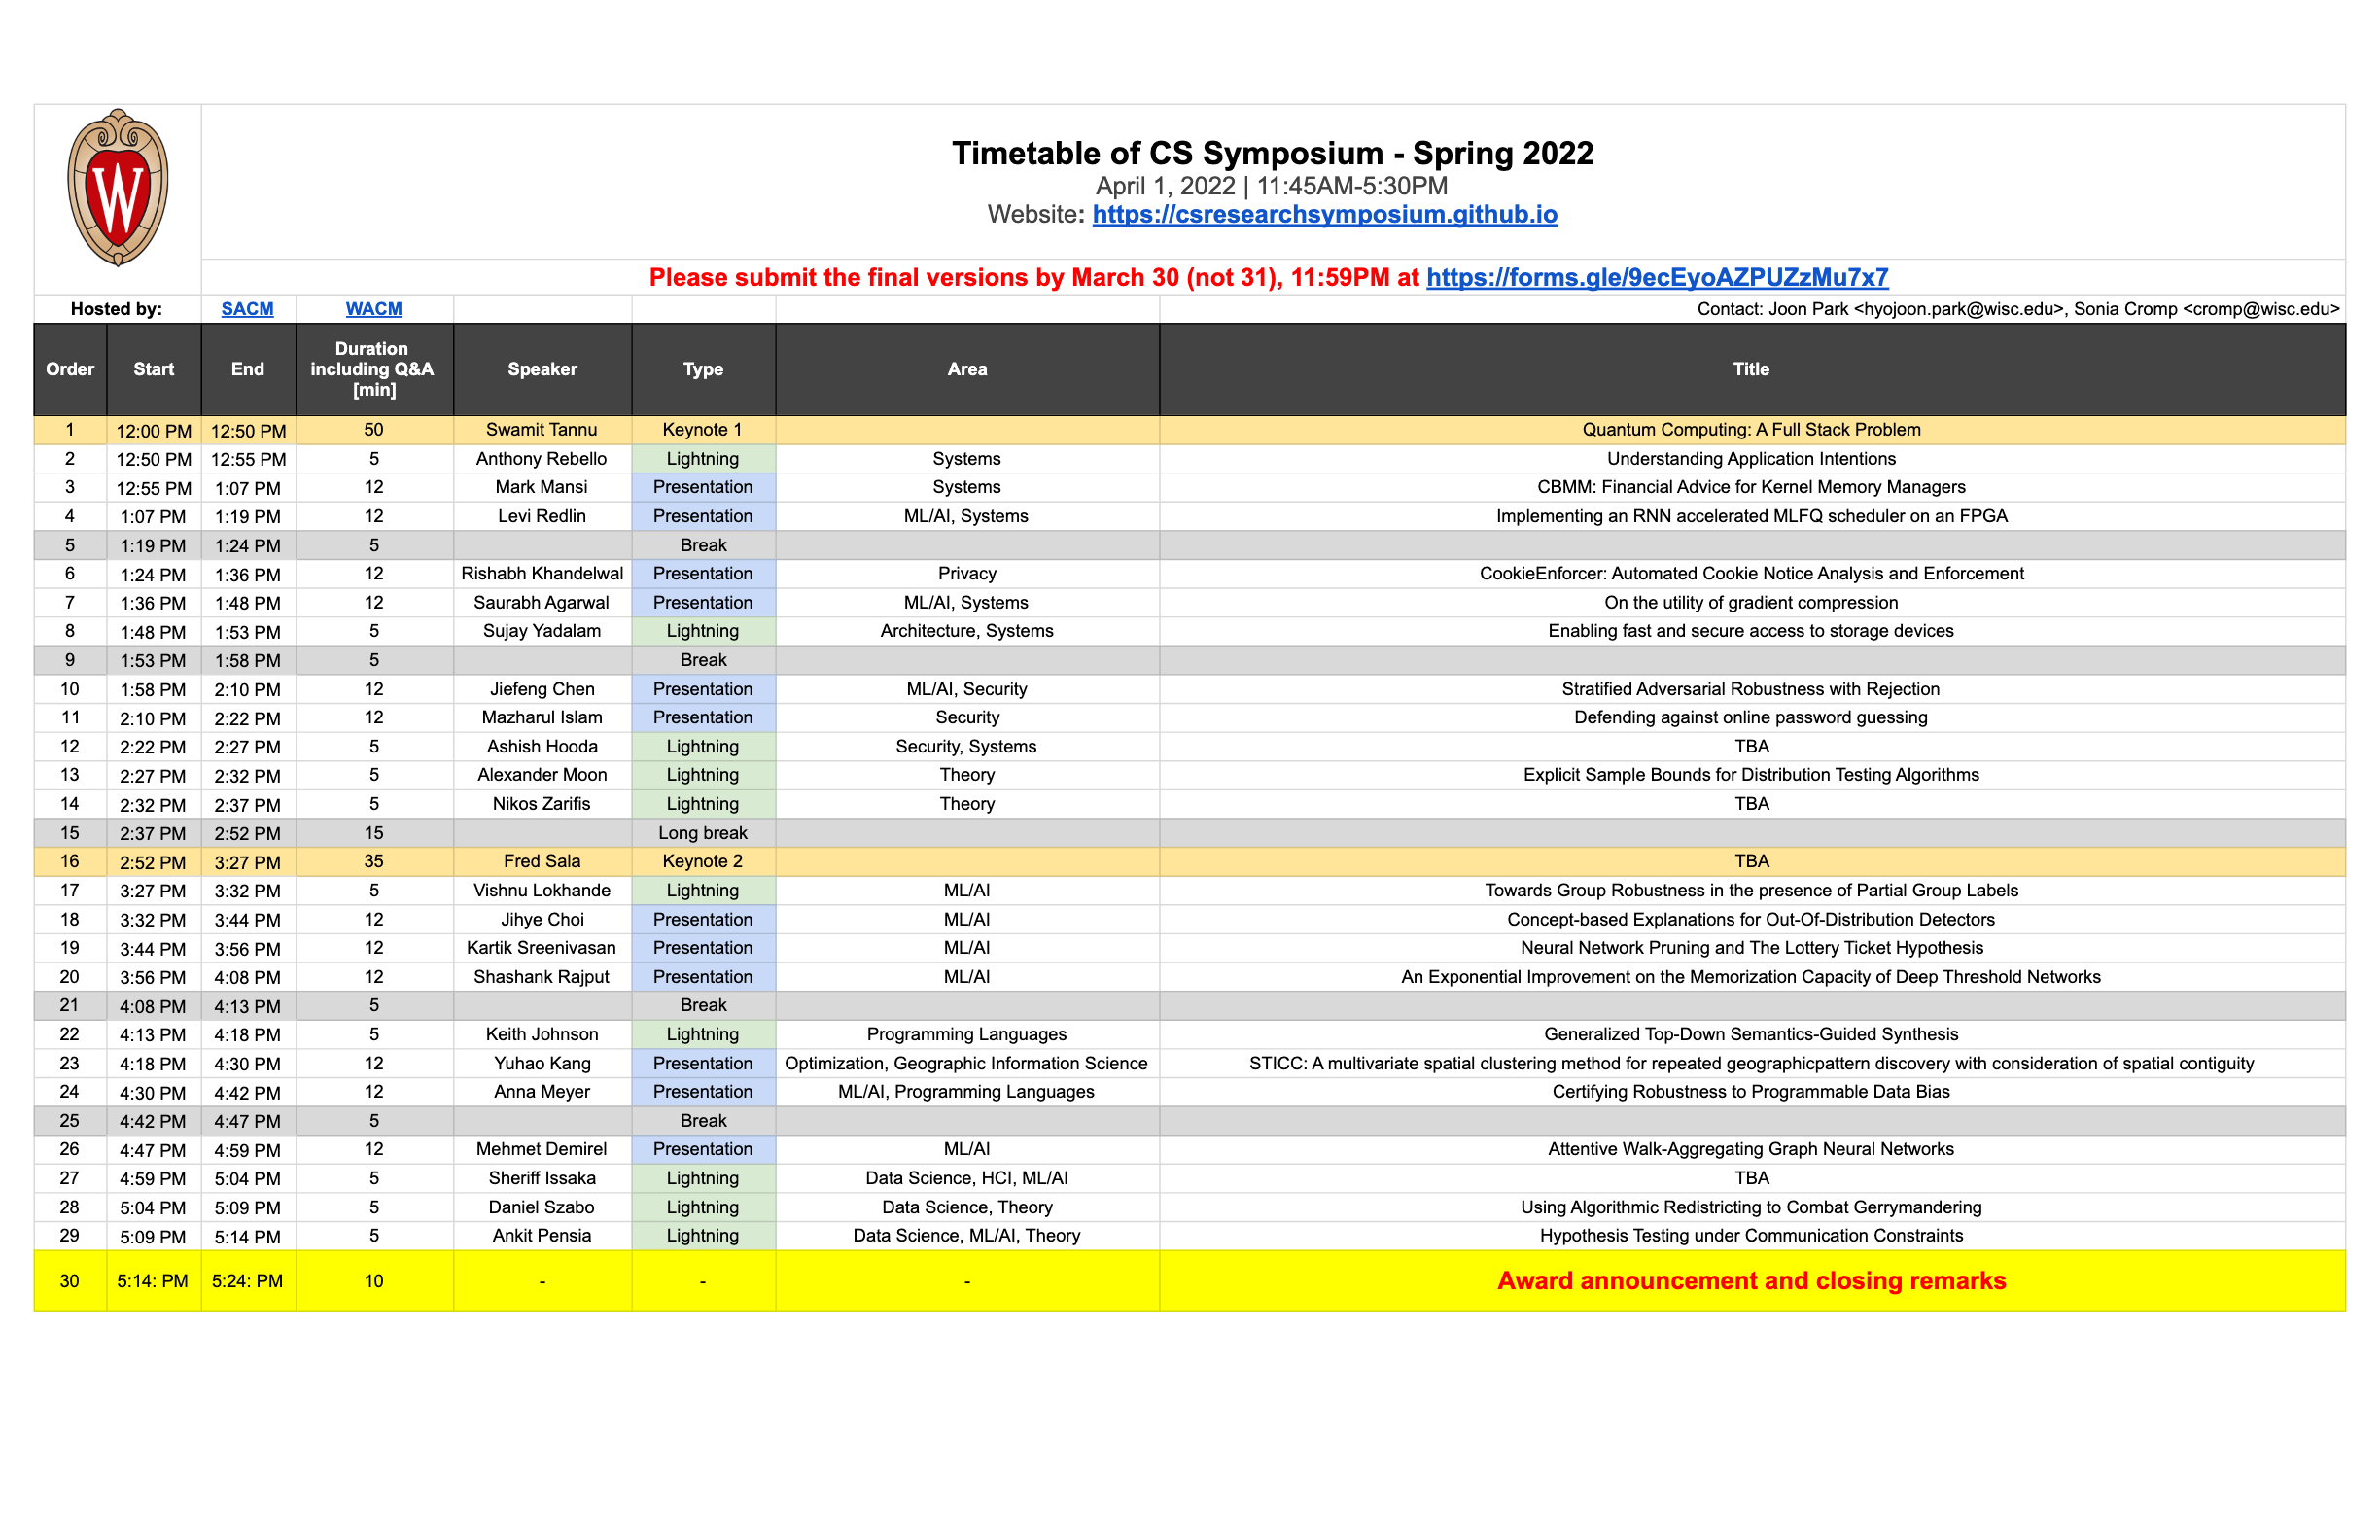 W
Timetable of CS Symposium - Spring 2022
April 1, 2022 | 11:45AM-5:30PM
Website: https://csresearchsymposium.github.io
Please submit the final versions by March 30 (not 31), 11:59PM at https://forms.gle/9ecEyoAZPUZzMu7x7
Hosted by: SACM WACM Contact: Joon Park <hyojoon.park@wisc.edu>, Sonia Cromp <cromp@wisc.edu>
Order Start End Duration including Q&A [min] Speaker Type Area Title
1 12:00 PM 12:50 PM 50 Swamit Tannu Keynote 1 Quantum Computing: A Full Stack Problem
2 12:50 PM 12:55 PM 5 Anthony Rebello Lightning Systems Understanding Application Intentions
3 12:55 PM 1:07 PM 12 Mark Mansi Presentation Systems CBMM: Financial Advice for Kernel Memory Managers
4 1:07 PM 1:19 PM 12 Levi Redlin Presentation ML/AI, Systems Implementing an RNN accelerated MLFQ scheduler on an FPGA
5 1:19 PM 1:24 PM 5 Break
6 1:24 PM 1:36 PM 12 Rishabh Khandelwal Presentation Privacy CookieEnforcer: Automated Cookie Notice Analysis and Enforcement
7 1:36 PM 1:48 PM 12 Saurabh Agarwal Presentation ML/AI, Systems On the utility of gradient compression
8 1:48 PM 1:53 PM 5 Sujay Yadalam Lightning Architecture, Systems Enabling fast and secure access to storage devices
9 1:53 PM 1:58 PM 5 Break
10 1:58 PM 2:10 PM 12 Jiefeng Chen Presentation ML/AI, Security Stratified Adversarial Robustness with Rejection
11 2:10 PM 2:22 PM 12 Mazharul Islam Presentation Security Defending against online password guessing
12 2:22 PM 2:27 PM 5 Ashish Hooda Lightning Security, Systems TBA
13 2:27 PM 2:32 PM 5 Alexander Moon Lightning Theory Explicit Sample Bounds for Distribution Testing Algorithms
14 2:32 PM 2:37 PM 5 Nikos Zarifis Lightning Theory TBA
15 2:37 PM 2:52 PM 15 Long break
16 2:52 PM 3:27 PM 35 Fred Sala Keynote 2 TBA
17 3:27 PM 3:32 PM 5 Vishnu Lokhande Lightning ML/AI Towards Group Robustness in the presence of Partial Group Labels
18 3:32 PM 3:44 PM 12 Jihye Choi Presentation ML/AI Concept-based Explanations for Out-Of-Distribution Detectors
19 3:44 PM 3:56 PM 12 Kartik Sreenivasan Presentation ML/AI Neural Network Pruning and The Lottery Ticket Hypothesis
20 3:56 PM 4:08 PM 12 Shashank Rajput Presentation ML/AI An Exponential Improvement on the Memorization Capacity of Deep Threshold Networks
21 4:08 PM 4:13 PM 5 Break
22 4:13 PM 4:18 PM 5 Keith Johnson Lightning Programming Languages Generalized Top-Down Semantics-Guided Synthesis
23 4:18 PM 4:30 PM 12 Yuhao Kang Presentation Optimization, Geographic Information Science STICC: A multivariate spatial clustering method for repeated geographicpattern discovery with consideration of spatial contiguity
24 4:30 PM 4:42 PM 12 Anna Meyer Presentation ML/AI, Programming Languages Certifying Robustness to Programmable Data Bias
25 4:42 PM 4:47 PM 5 Break
26 4:47 PM 4:59 PM 12 Mehmet Demirel Presentation ML/AI Attentive Walk-Aggregating Graph Neural Networks
27 4:59 PM 5:04 PM 5 Sheriff Issaka Lightning Data Science, HCI, ML/AI TBA
28 5:04 PM 5:09 PM 5 Daniel Szabo Lightning Data Science, Theory Using Algorithmic Redistricting to Combat Gerrymandering
29 5:09 PM 5:14 PM 5 Ankit Pensia Lightning Data Science, ML/AI, Theory Hypothesis Testing under Communication Constraints
30 5:14: PM 5:24: PM 10 - - - Award announcement and closing remarks